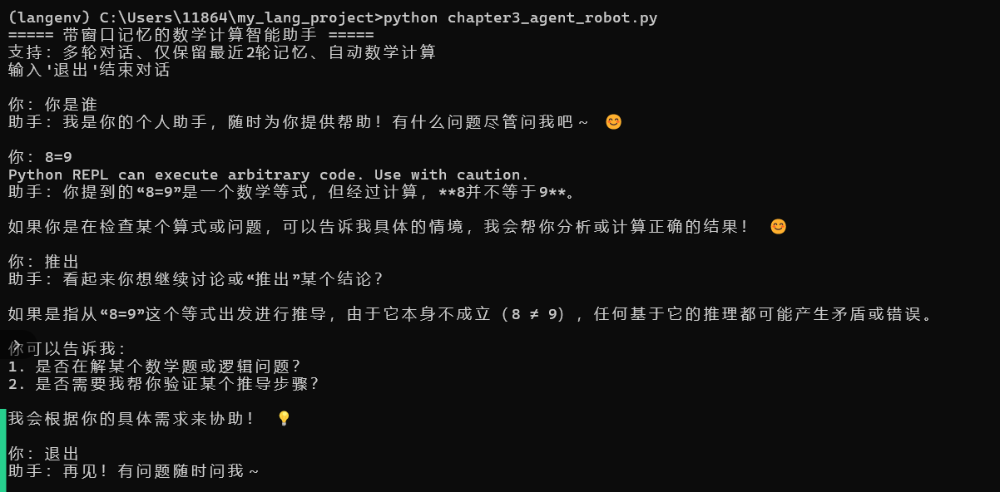 (langenv) C:\Users\11864\my_lang_project>python chapter3_agent_robot.py
===== 带窗口记忆的数学计算智能助手 =====
支持：多轮对话、仅保留最近2轮记忆、自动数学计算
输入'退出'结束对话
你：你是谁
助手：我是你的个人助手，随时为你提供帮助！有什么问题尽管问我吧～ 😊
你：8=9
Python REPL can execute arbitrary code. Use with caution.
助手：你提到的“8=9”是一个数学等式，但经过计算，**8并不等于9**。
如果你是在检查某个算式或问题，可以告诉我具体的情境，我会帮你分析或计算正确的结果！ 😊
你：推出
助手：看起来你想继续讨论或“推出”某个结论？
如果是指从“8=9”这个等式出发进行推导，由于它本身不成立（8 ≠ 9），任何基于它的推理都可能产生矛盾或错误。
你可以告诉我：
1. 是否在解某个数学题或逻辑问题？
2. 是否需要我帮你验证某个推导步骤？
我会根据你的具体需求来协助！ 💡
你：退出
助手：再见！有问题随时问我～